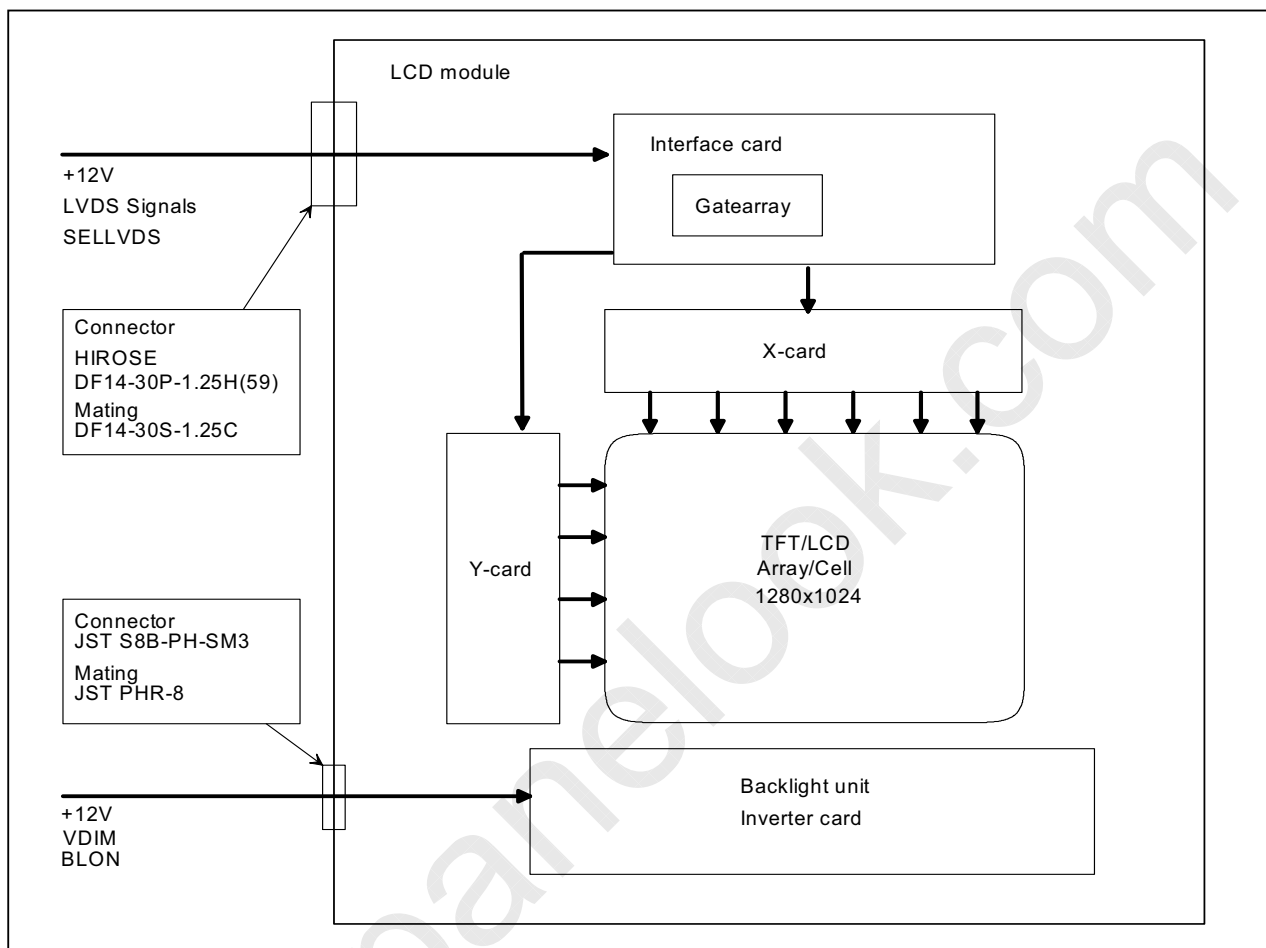 LCD module
Interface card
Gatearray
+12V
LVDS Signals
SELLVDS
Connector
HIROSE
DF14-30P-1.25H(59)
Mating
DF14-30S-1.25C
X-card
Y-card
TFT/LCD
Array/Cell
1280x1024
Connector
JST S8B-PH-SM3
Mating
JST PHR-8
Backlight unit
Inverter card
+12V
VDIM
BLON
panelook.com